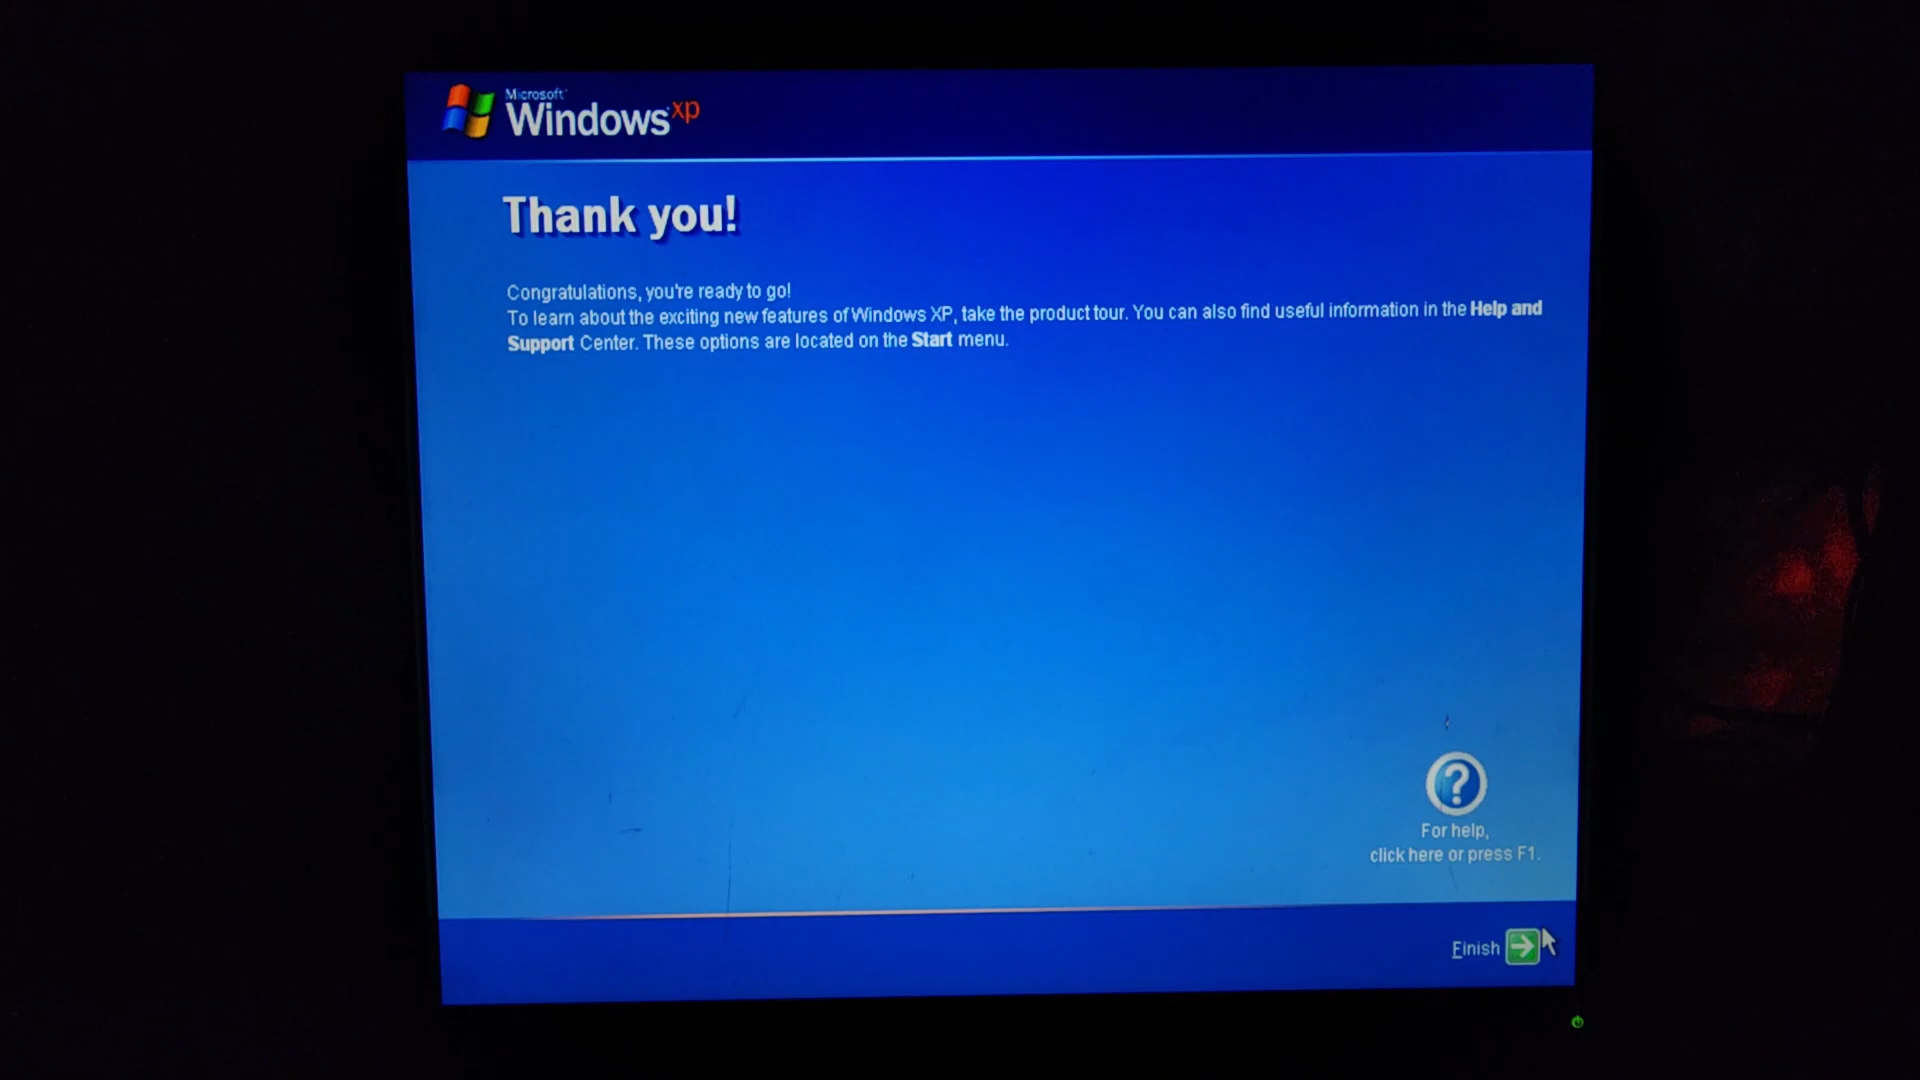 Microsoft
Windows xp
Thank you!
Congratulations, you're ready to go!
To learn about the exciting new features of Windows XP, take the product tour. You can also find useful information in the Help and
Support Center. These options are located on the Start menu.
?
For help,
click here or press F1.
Finish